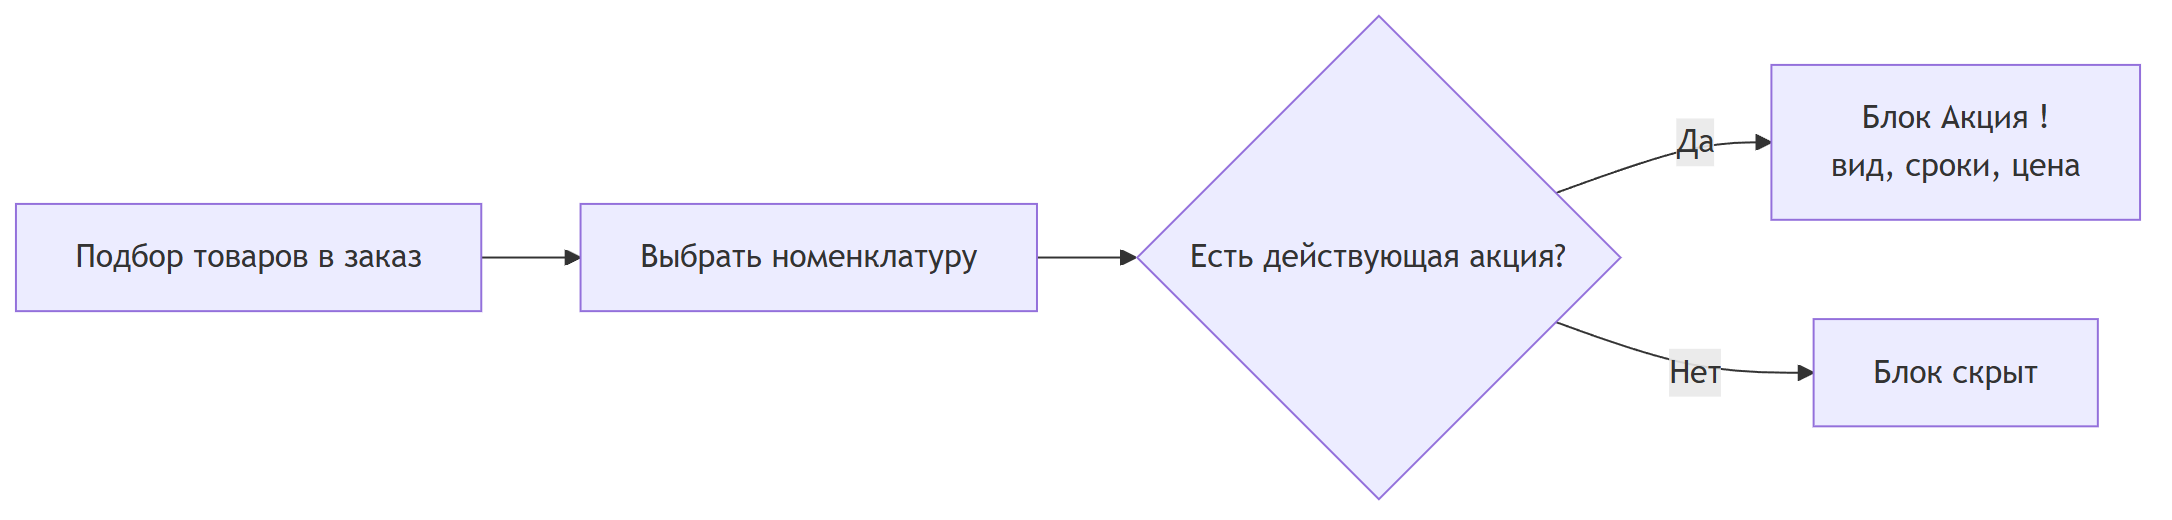 Подбор товаров в заказ
Выбрать номенклатуру
Есть действующая акция?
Да
Блок Акция !
вид, сроки, цена
Нет
Блок скрыт